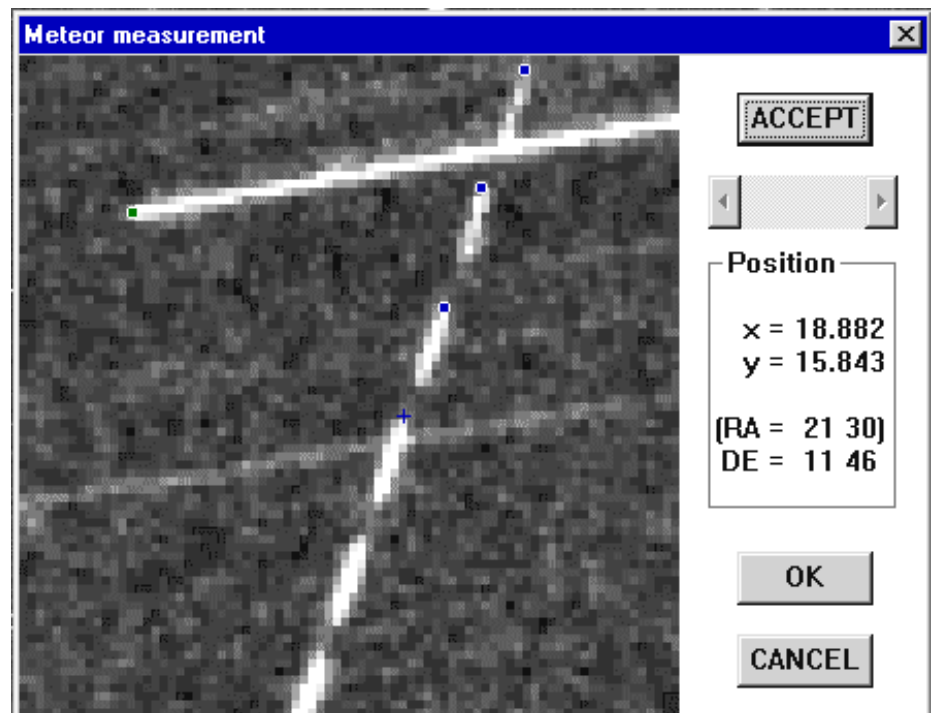 Meteor measurement
ACCEPT
Position
x = 18.882
y = 15.843
(RA = 21 30)
DE = 11 46
OK
CANCEL